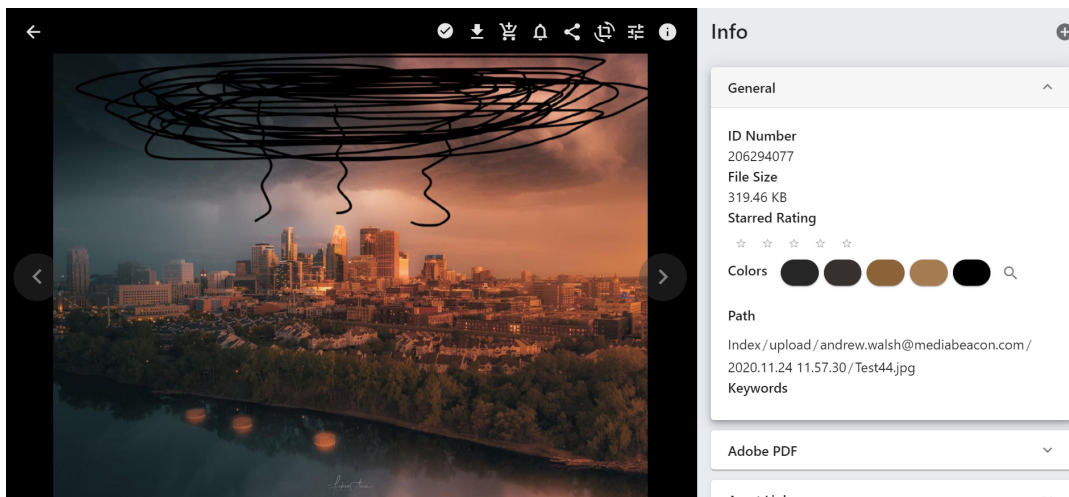 Info
General
ID Number
206294077
File Size
319.46 KB
Starred Rating
Colors
Path
Index/upload/andrew.walsh@mediabeacon.com/
2020.11.24 11.57.30/Test44.jpg
Keywords
Adobe PDF